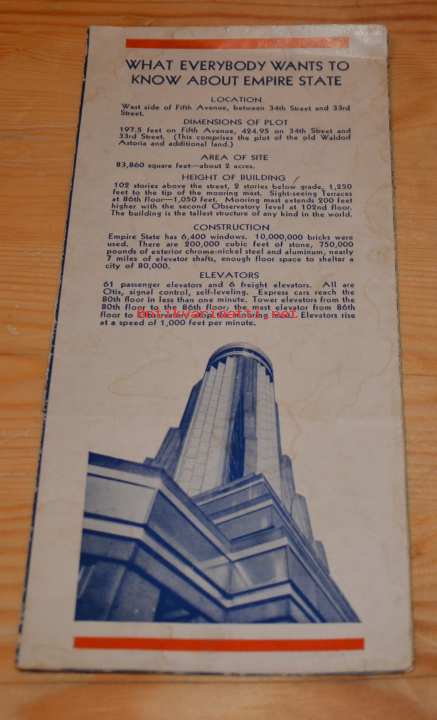 WHAT EVERYBODY WANTS TO
KNOW ABOUT EMPIRE STATE
LOCATION
West side of Fifth Avenue, between 34th Street and 33rd
Street.
DIMENSIONS OF PLOT
197.5 feet on Fifth Avenue, 424.95 on 34th Street and
33rd Street. (This comprises the plot of the old Waldorf
Astoria and additional land.)
AREA OF SITE
83,860 square feet—about 2 acres.
HEIGHT OF BUILDING
102 stories above the street, 2 stories below grade, 1,250
feet to the tip of the mooring mast. Sight-seeing Terraces
at 86th floor—1,050 feet. Mooring mast extends 200 feet
higher with the second Observatory level at 102nd floor.
The building is the tallest structure of any kind in the world.
CONSTRUCTION
Empire State has 6,400 windows. 10,000,000 bricks were
used. There are 200,000 cubic feet of stone, 750,000
pounds of exterior chrome-nickel steel and aluminum, nearly
7 miles of elevator shafts, enough floor space to shelter a
city of 80,000.
ELEVATORS
61 passenger elevators and 6 freight elevators. All are
Otis, signal control, self-leveling. Express cars reach the
80th floor in less than one minute. Tower elevators from the
80th floor to the 86th floor, the mast elevator from 86th
floor to Observatory top of mooring mast. Elevators rise
at a speed of 1,000 feet per minute.
antikvariaatti.net